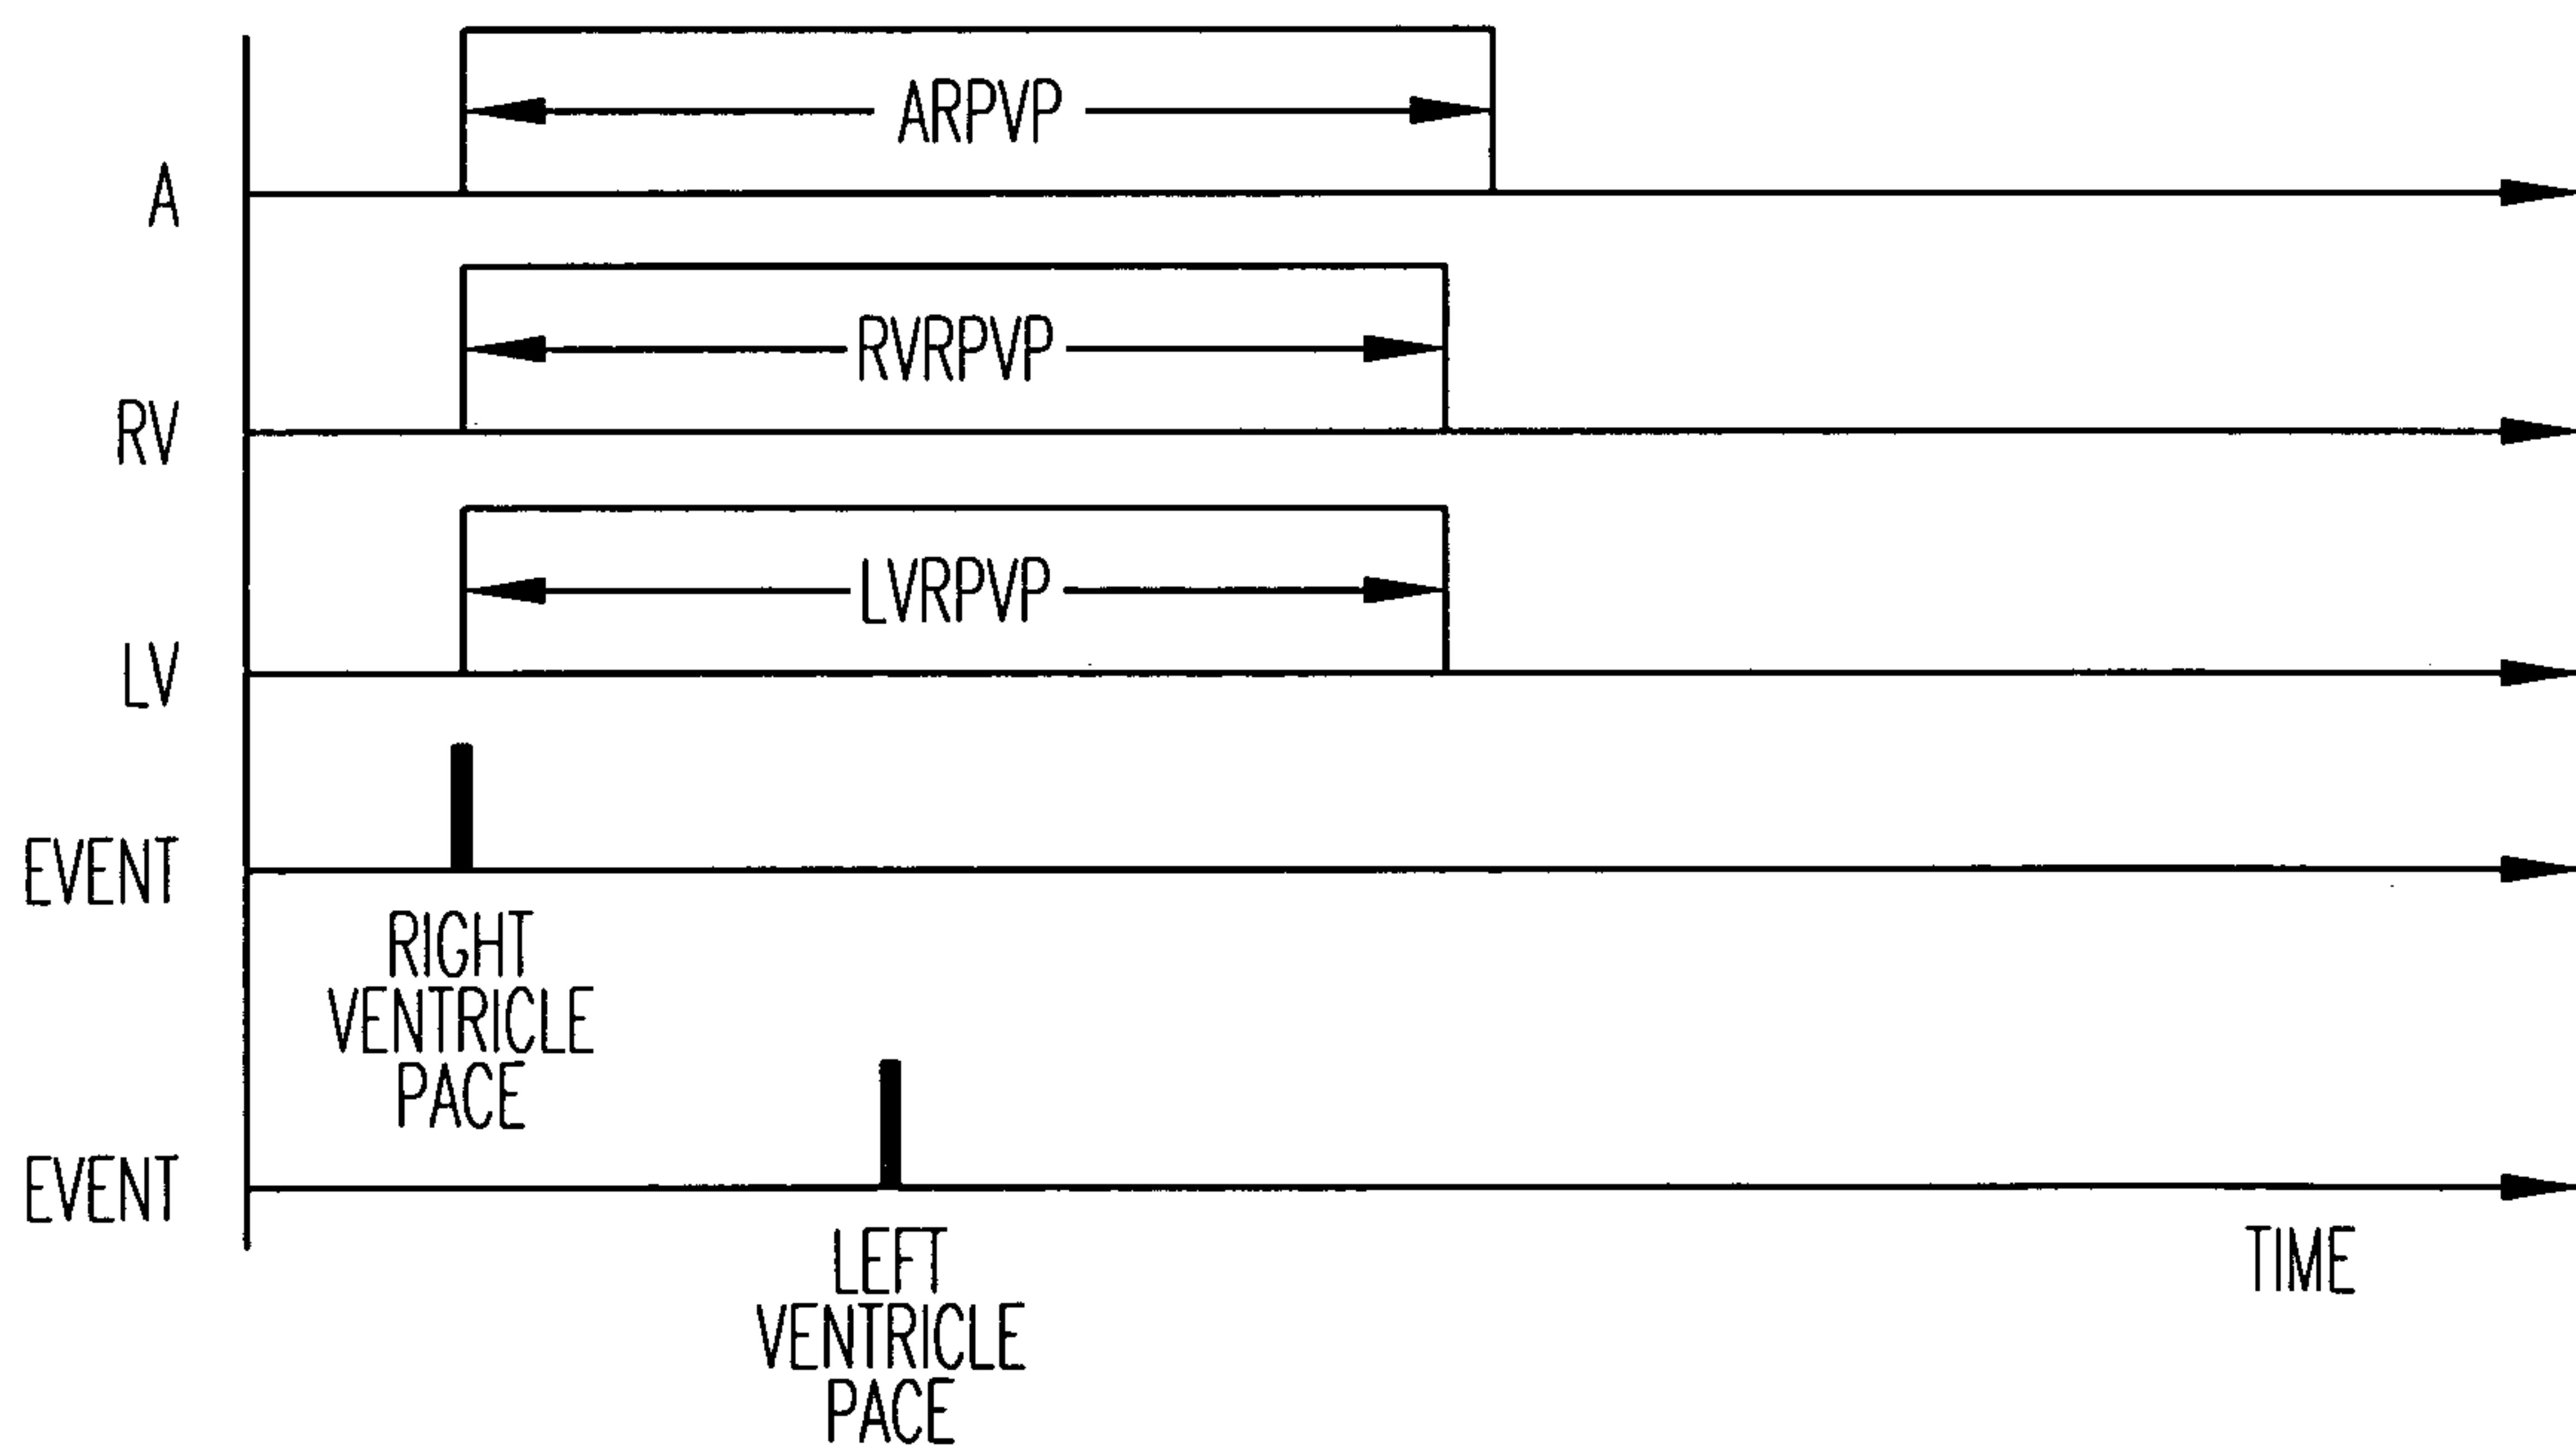 ARPVP
A
RVRPVP
RV
LVRPVP
LV
EVENT
RIGHT
VENTRICLE
PACE
EVENT
LEFT
VENTRICLE
PACE
TIME